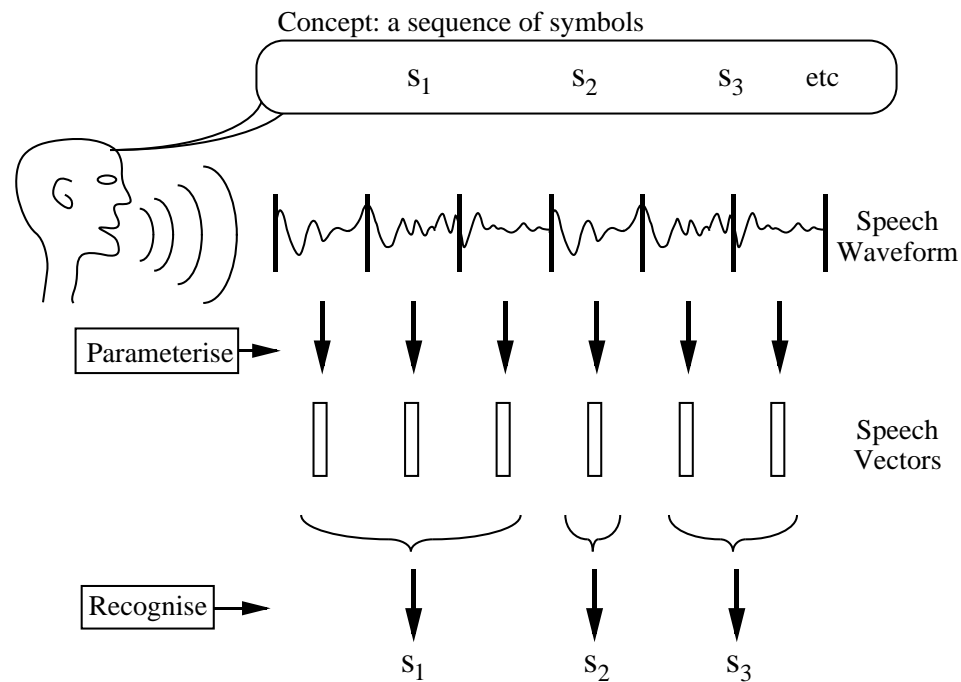 Concept: a sequence of symbols
s1 s2 s3 etc
Speech
Waveform
Parameterise
Speech
Vectors
Recognise
s1 s2 s3